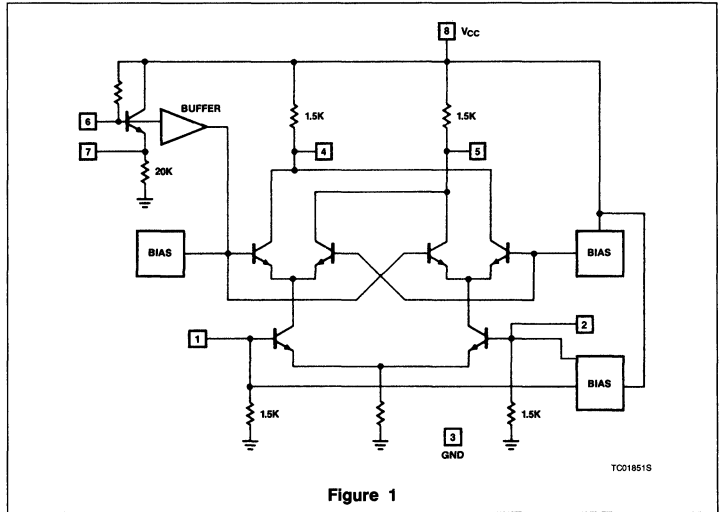 8 VCC
1.5K
1.5K
BUFFER
6
7
4
5
20K
BIAS
BIAS
1
2
BIAS
1.5K
1.5K
3
GND
TC01851S
Figure 1